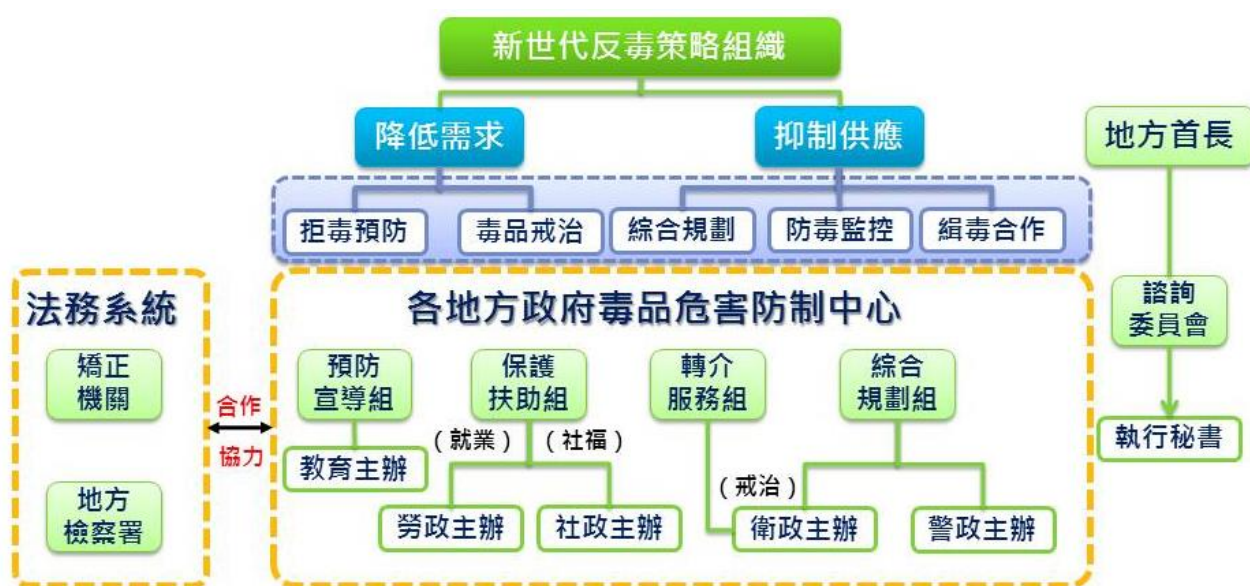 新世代反毒策略組織
降低需求
抑制供應
地方首長
拒毒預防
毒品戒治
綜合規劃
防毒監控
緝毒合作
法務系統
各地方政府毒品危害防制中心
諮詢
委員會
矯正
機關
預防
宣導組
保護
扶助組
轉介
服務組
綜合
規劃組
合作
協力
(就業)
(社福)
執行秘書
教育主辦
地方
檢察署
(戒治)
勞政主辦
社政主辦
衛政主辦
警政主辦